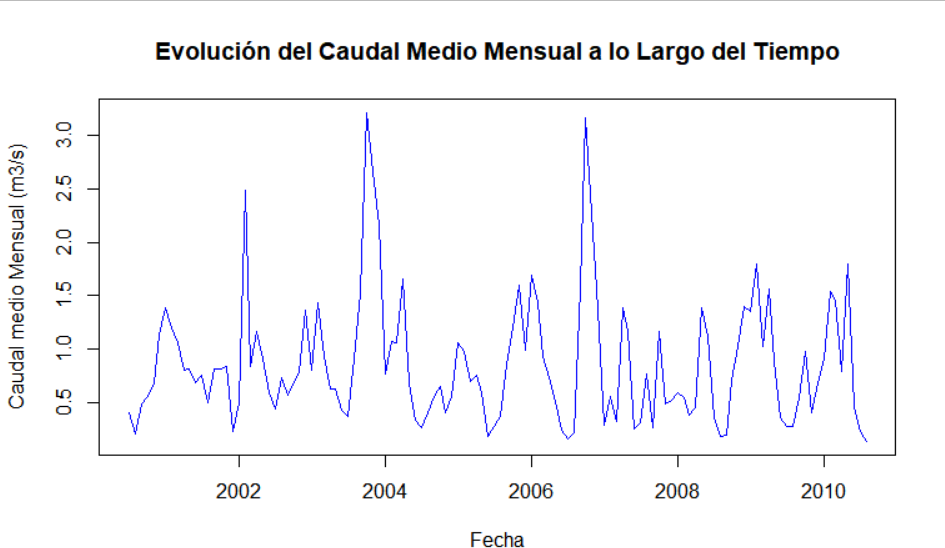 Evolución del Caudal Medio Mensual a lo Largo del Tiempo
Caudal medio Mensual (m3/s)
3.0
2.5
2.0
1.5
1.0
0.5
2002 2004 2006 2008 2010
Fecha